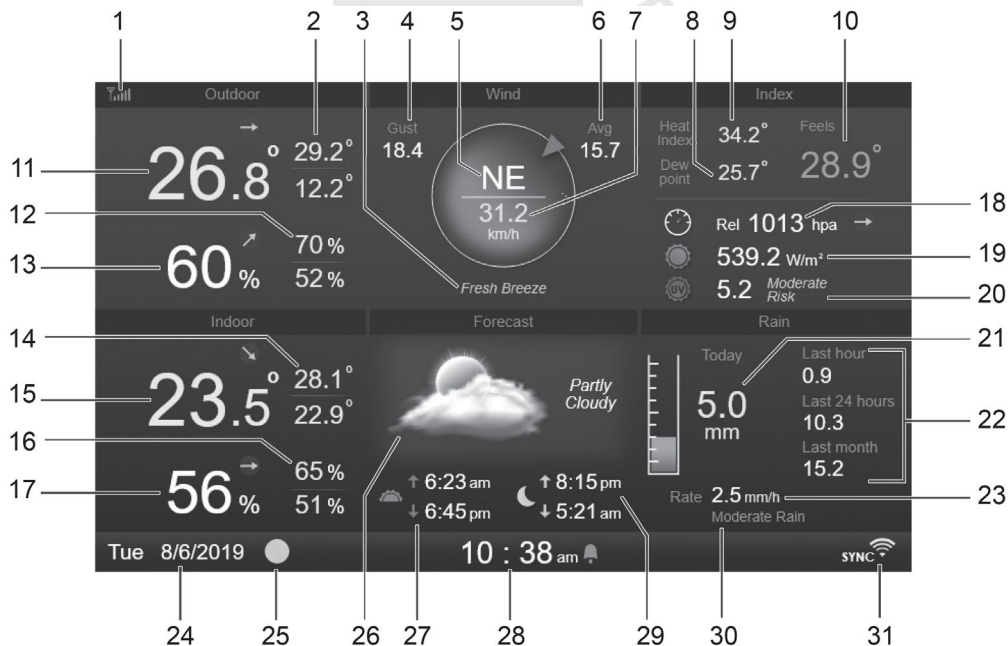 1 2 3 4 5 6 7 8 9 10
Outdoor
26.8°
29.2°
12.2°
60 %
70 %
52 %
Wind
Gust
18.4
Avg
15.7
NE
31.2
km/h
Fresh Breeze
Index
Heat Index
34.2°
Dew point
25.7°
Feels
28.9°
Rel 1013 hpa
539.2 W/m²
UV 5.2 Moderate Risk
Indoor
23.5°
28.1°
22.9°
56 %
65 %
51 %
Forecast
Partly
Cloudy
6:23 am
6:45 pm
8:15 pm
5:21 am
Rain
Today
5.0
mm
Last hour
0.9
Last 24 hours
10.3
Last month
15.2
Rate 2.5 mm/h
Moderate Rain
Tue 8/6/2019
10 : 38 am
SYNC
11
12
13
14
15
16
17
18
19
20
21
22
23
24 25 26 27 28 29 30 31